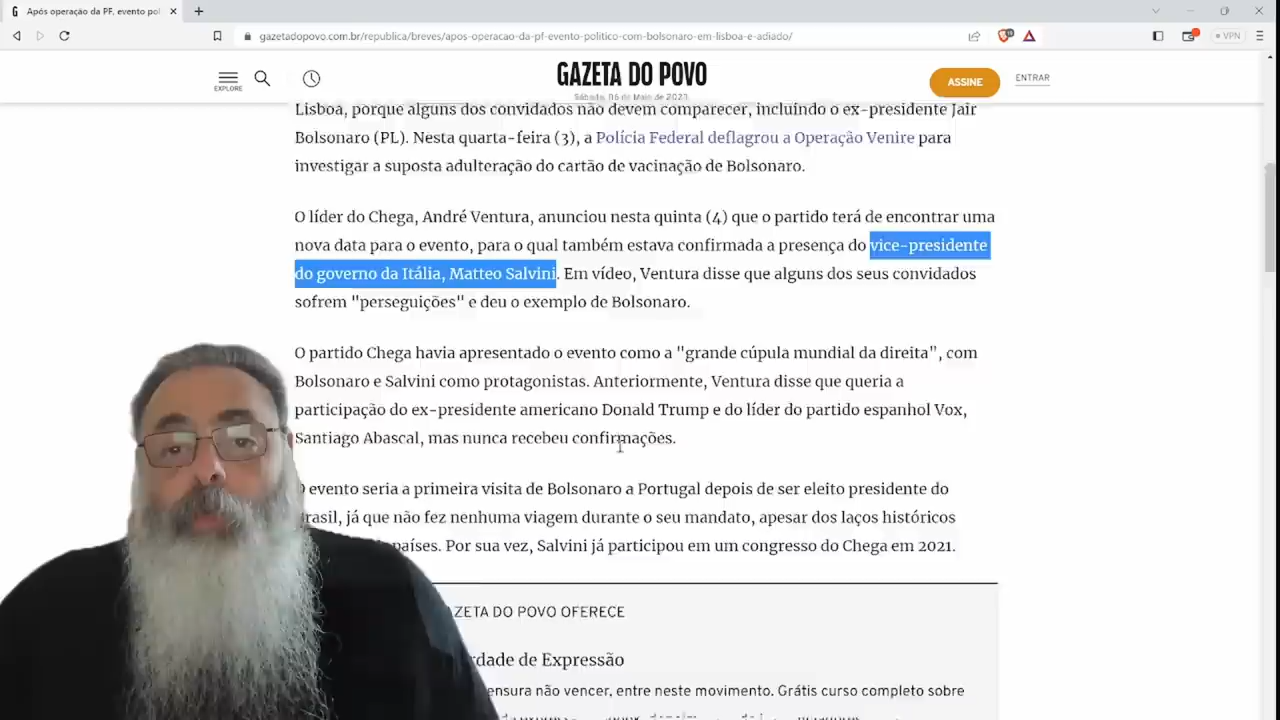 Após operação da PF, evento pol
gazetadopovo.com.br/republica/breves/apos-operacao-da-pf-evento-politico-com-bolsonaro-em-lisboa-e-adiado/
VPN
EXPLORE
GAZETA DO POVO
Sábado, 06 de Maio de 2023
ASSINE
ENTRAR
Lisboa, porque alguns dos convidados não devem comparecer, incluindo o ex-presidente Jair
Bolsonaro (PL). Nesta quarta-feira (3), a Polícia Federal deflagrou a Operação Venire para
investigar a suposta adulteração do cartão de vacinação de Bolsonaro.
O líder do Chega, André Ventura, anunciou nesta quinta (4) que o partido terá de encontrar uma
nova data para o evento, para o qual também estava confirmada a presença do vice-presidente
do governo da Itália, Matteo Salvini. Em vídeo, Ventura disse que alguns dos seus convidados
sofrem "perseguições" e deu o exemplo de Bolsonaro.
O partido Chega havia apresentado o evento como a "grande cúpula mundial da direita", com
Bolsonaro e Salvini como protagonistas. Anteriormente, Ventura disse que queria a
participação do ex-presidente americano Donald Trump e do líder do partido espanhol Vox,
Santiago Abascal, mas nunca recebeu confirmações.
O evento seria a primeira visita de Bolsonaro a Portugal depois de ser eleito presidente do
rasil, já que não fez nenhuma viagem durante o seu mandato, apesar dos laços históricos
países. Por sua vez, Salvini já participou em um congresso do Chega em 2021.
ZETA DO POVO OFERECE
dade de Expressão
ensura não vencer, entre neste movimento. Grátis curso completo sobre